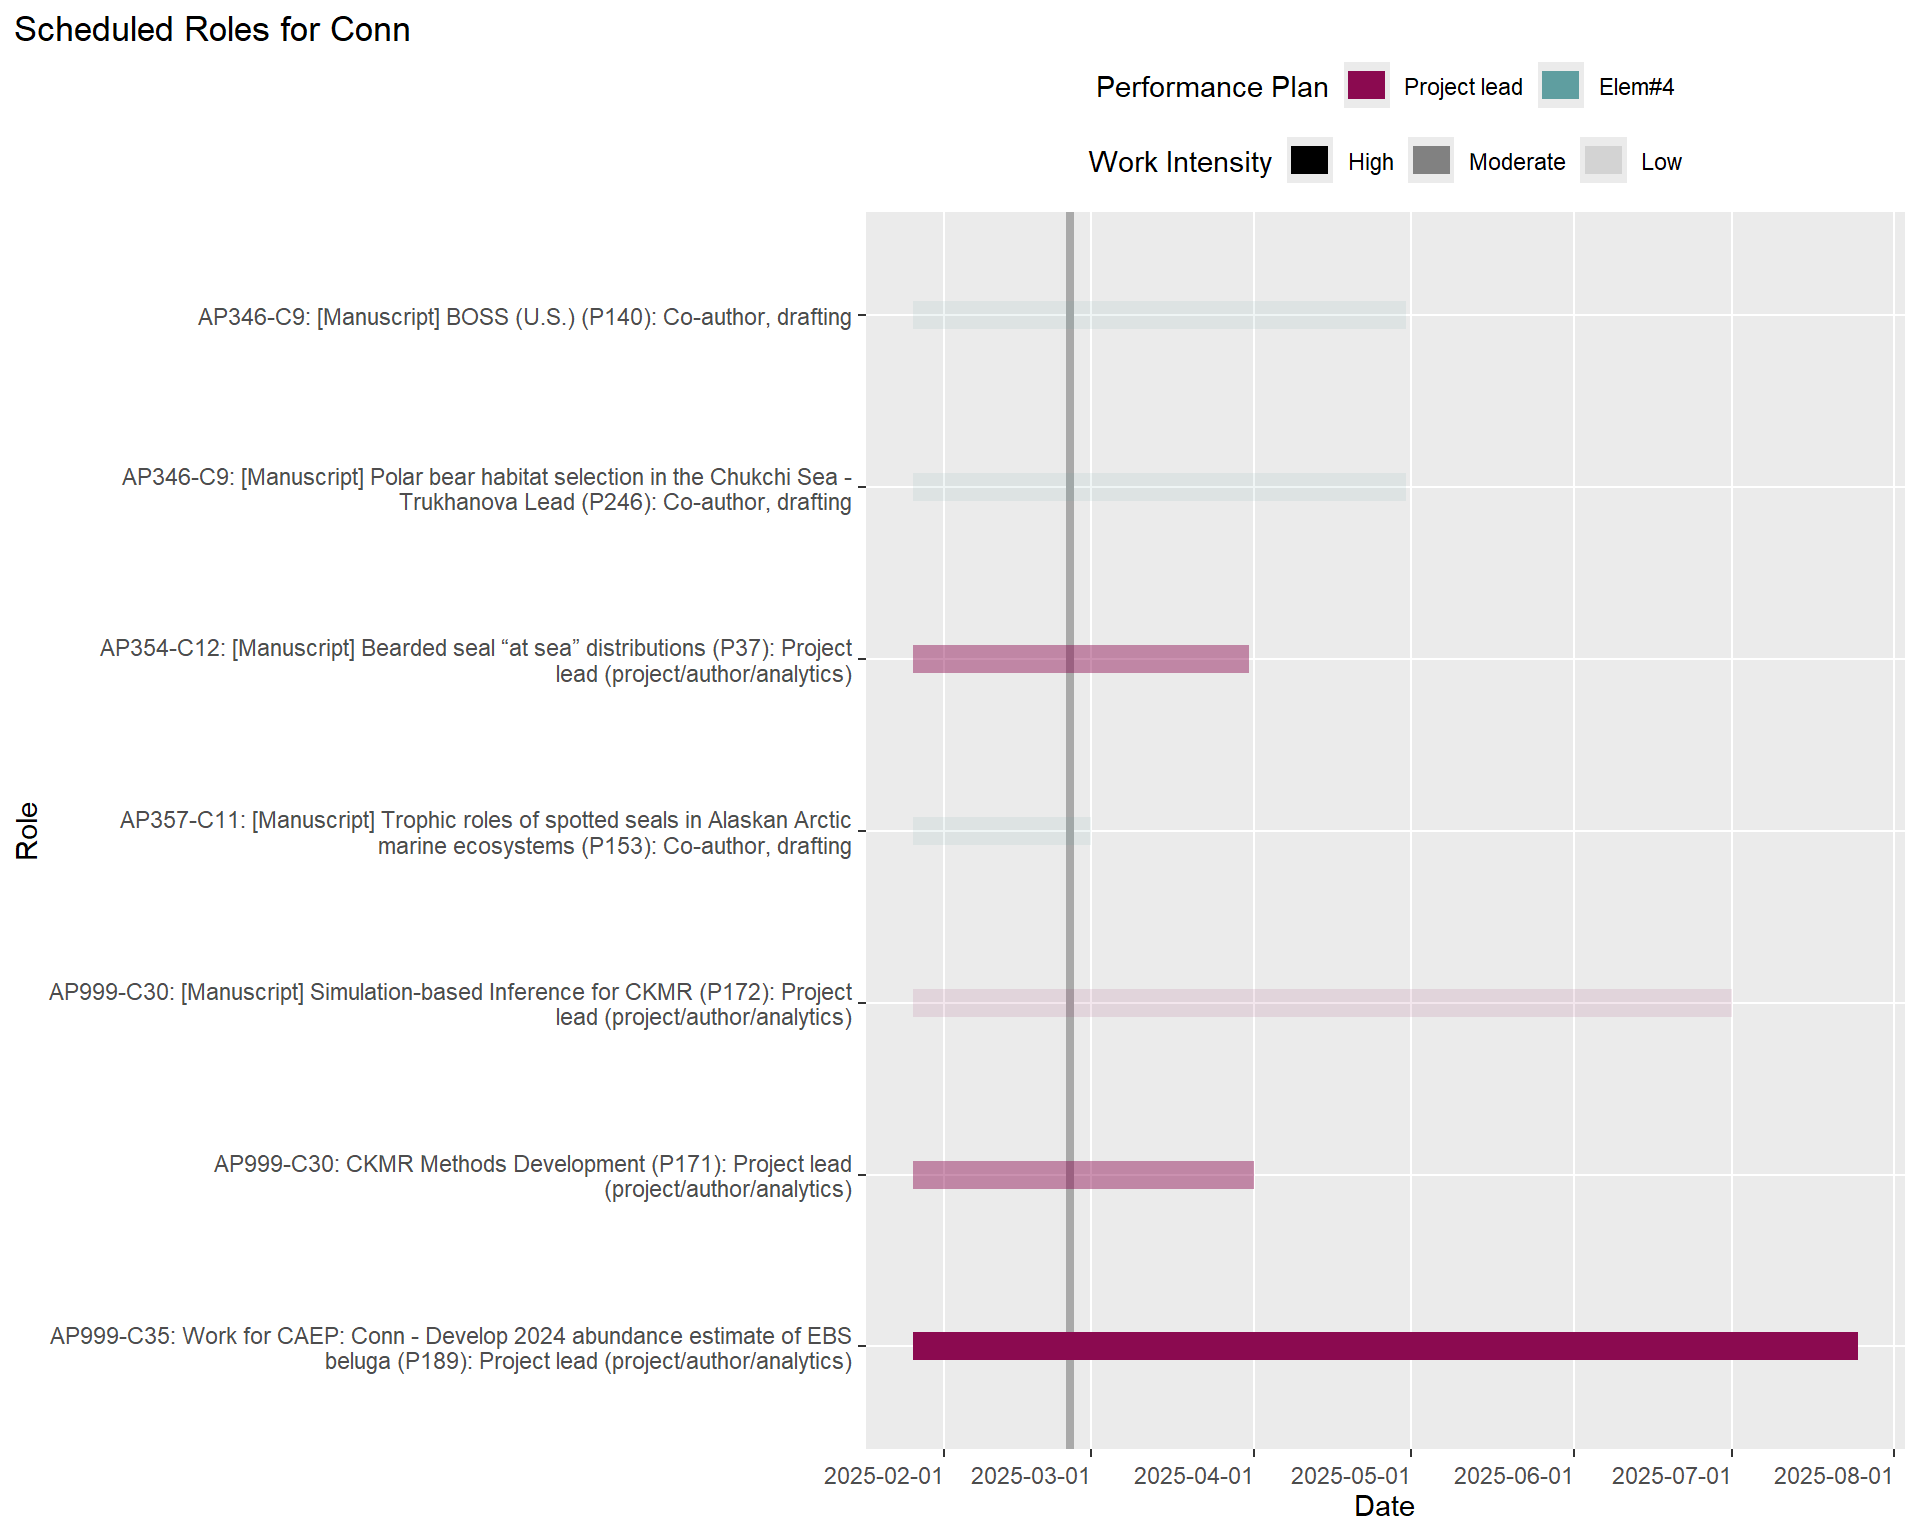 Scheduled Roles for Conn
Performance Plan Project lead Elem#4
Work Intensity High Moderate Low
AP346-C9: [Manuscript] BOSS (U.S.) (P140): Co-author, drafting
AP346-C9: [Manuscript] Polar bear habitat selection in the Chukchi Sea -
Trukhanova Lead (P246): Co-author, drafting
AP354-C12: [Manuscript] Bearded seal “at sea” distributions (P37): Project
lead (project/author/analytics)
Role
AP357-C11: [Manuscript] Trophic roles of spotted seals in Alaskan Arctic
marine ecosystems (P153): Co-author, drafting
AP999-C30: [Manuscript] Simulation-based Inference for CKMR (P172): Project
lead (project/author/analytics)
AP999-C30: CKMR Methods Development (P171): Project lead
(project/author/analytics)
AP999-C35: Work for CAEP: Conn - Develop 2024 abundance estimate of EBS
beluga (P189): Project lead (project/author/analytics)
2025-02-01 2025-03-01 2025-04-01 2025-05-01 2025-06-01 2025-07-01 2025-08-01
Date